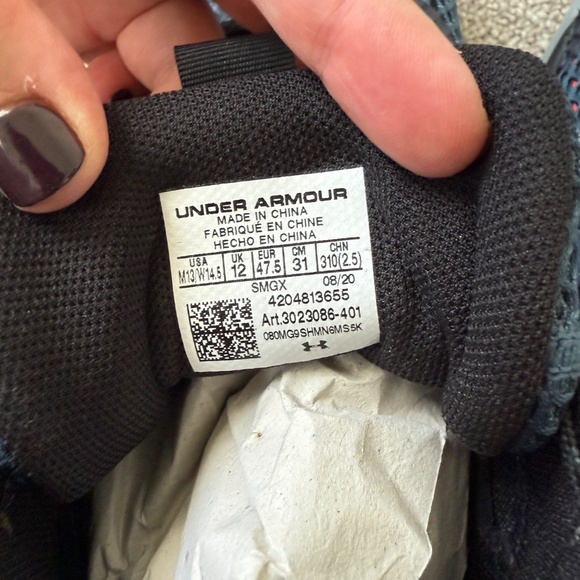 UNDER ARMOUR
MADE IN CHINA
FABRIQUÉ EN CHINE
HECHO EN CHINA
USA UK EUR CM CHN
M13/W14.5 12 47.5 31 310(2.5)
SMGX 08/20
4204813655
Art.3023086-401
080MG9SHMN6MS5K